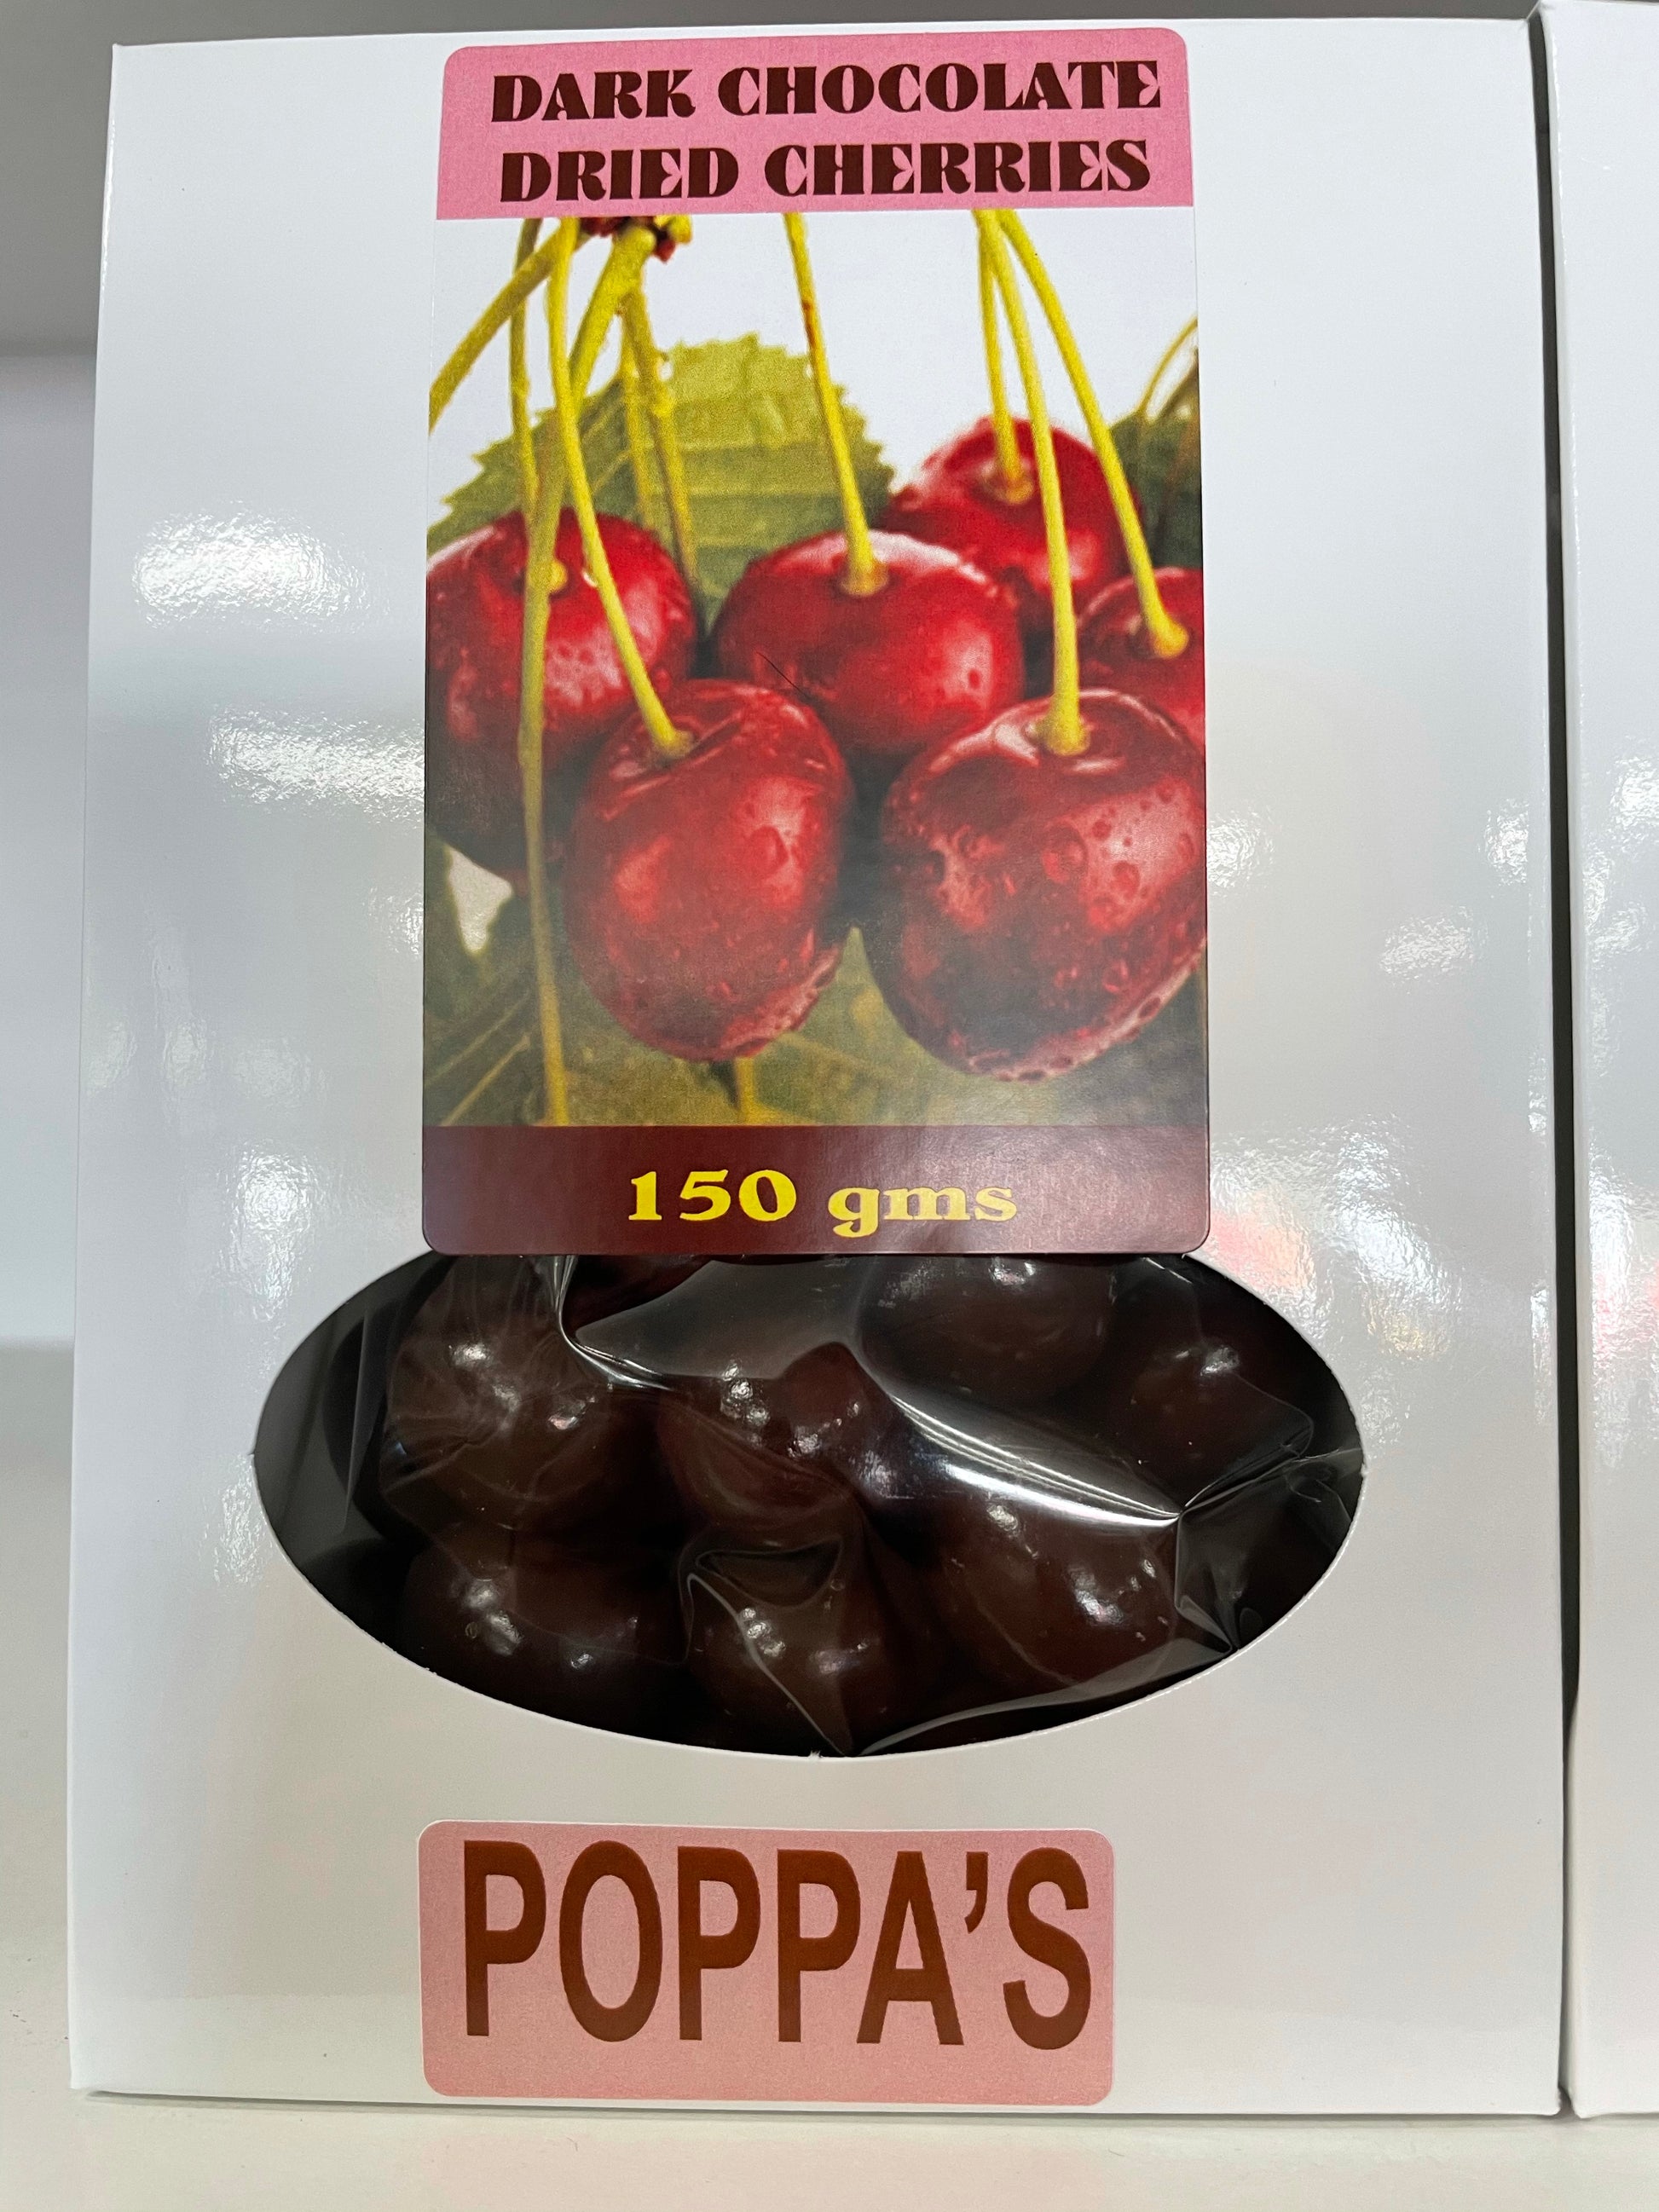 DARK CHOCOLATE
DRIED CHERRIES
150 gms
POPPA'S